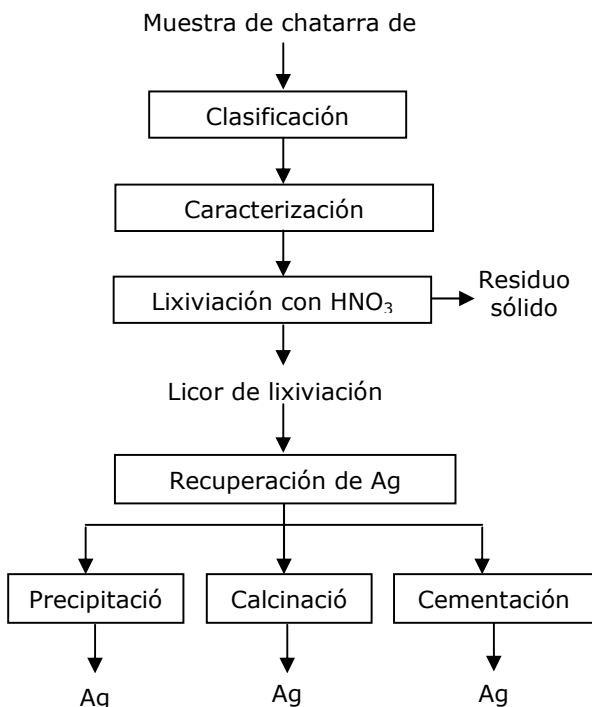 Muestra de chatarra de
Clasificación
Caracterización
Lixiviación con HNO₃
Residuo
sólido
Licor de lixiviación
Recuperación de Ag
Precipitació
Calcinació
Cementación
Ag
Ag
Ag